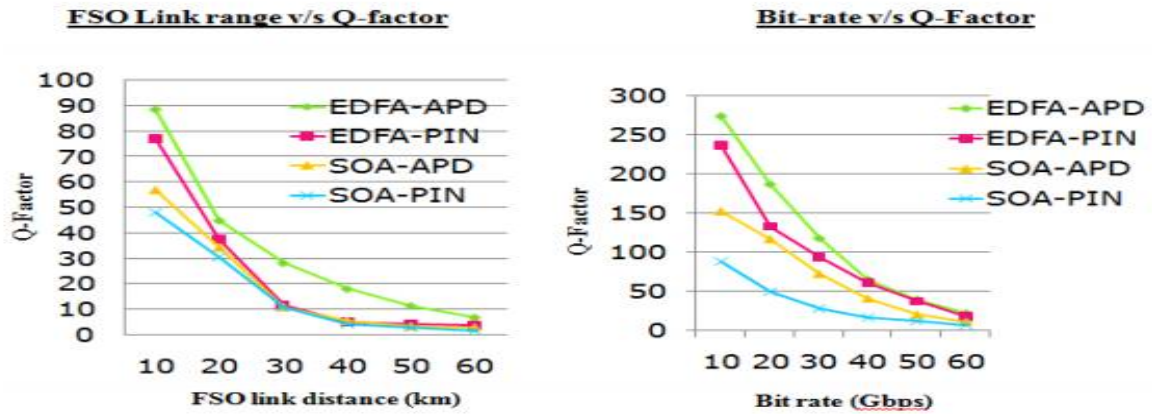 FSO Link range v/s Q-factor
Q-Factor
100
90
80
70
60
50
40
30
20
10
0
EDFA-APD
EDFA-PIN
SOA-APD
SOA-PIN
10 20 30 40 50 60
FSO link distance (km)
Bit-rate v/s Q-Factor
Q-Factor
300
250
200
150
100
50
0
EDFA-APD
EDFA-PIN
SOA-APD
SOA-PIN
10 20 30 40 50 60
Bit rate (Gbps)